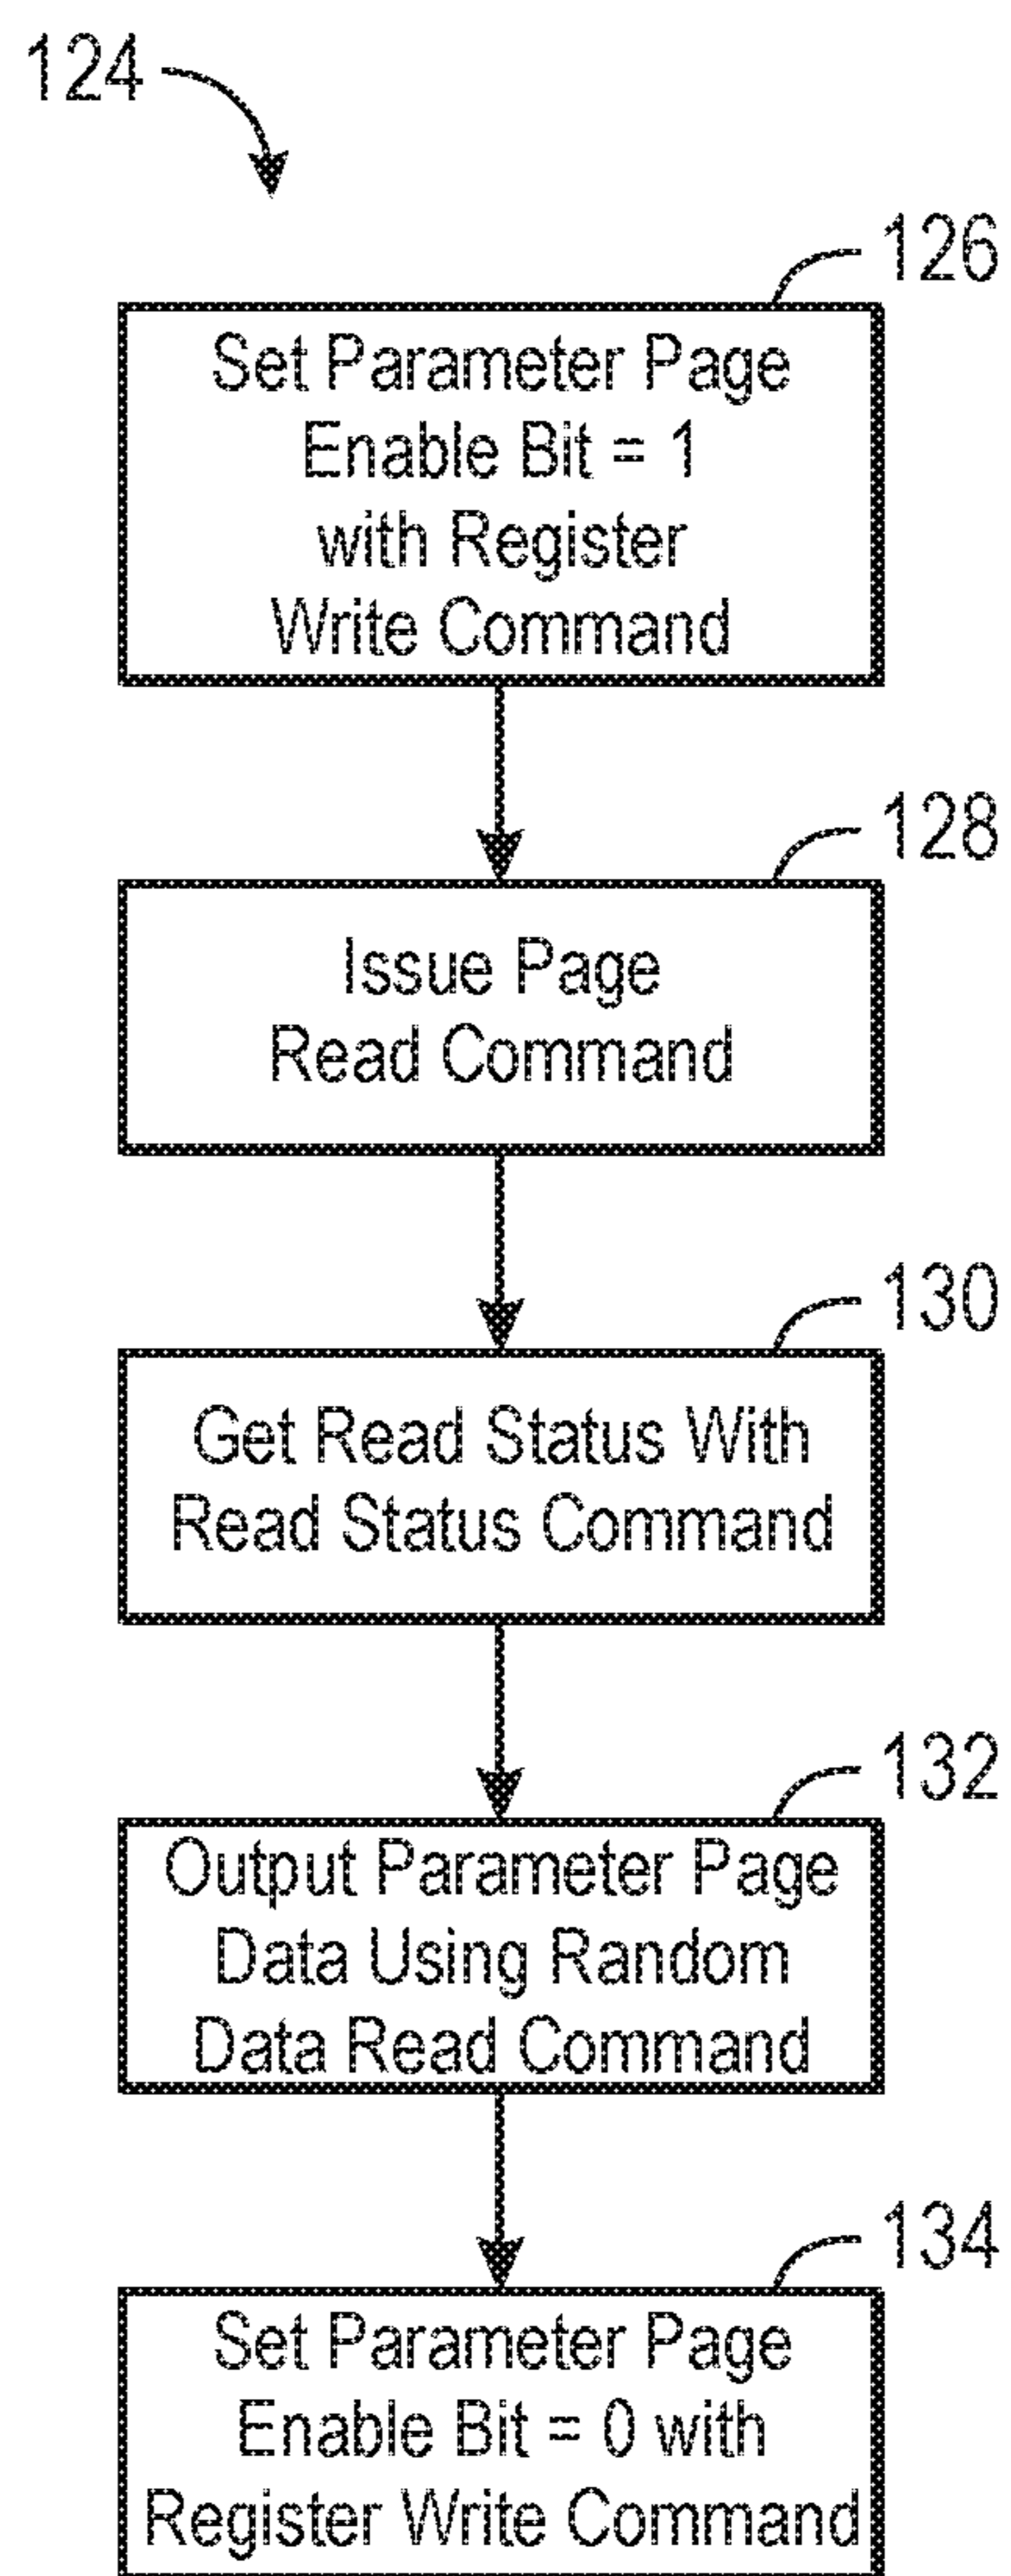 124
126
Set Parameter Page
Enable Bit = 1
with Register
Write Command
128
Issue Page
Read Command
130
Get Read Status With
Read Status Command
132
Output Parameter Page
Data Using Random
Data Read Command
134
Set Parameter Page
Enable Bit = 0 with
Register Write Command